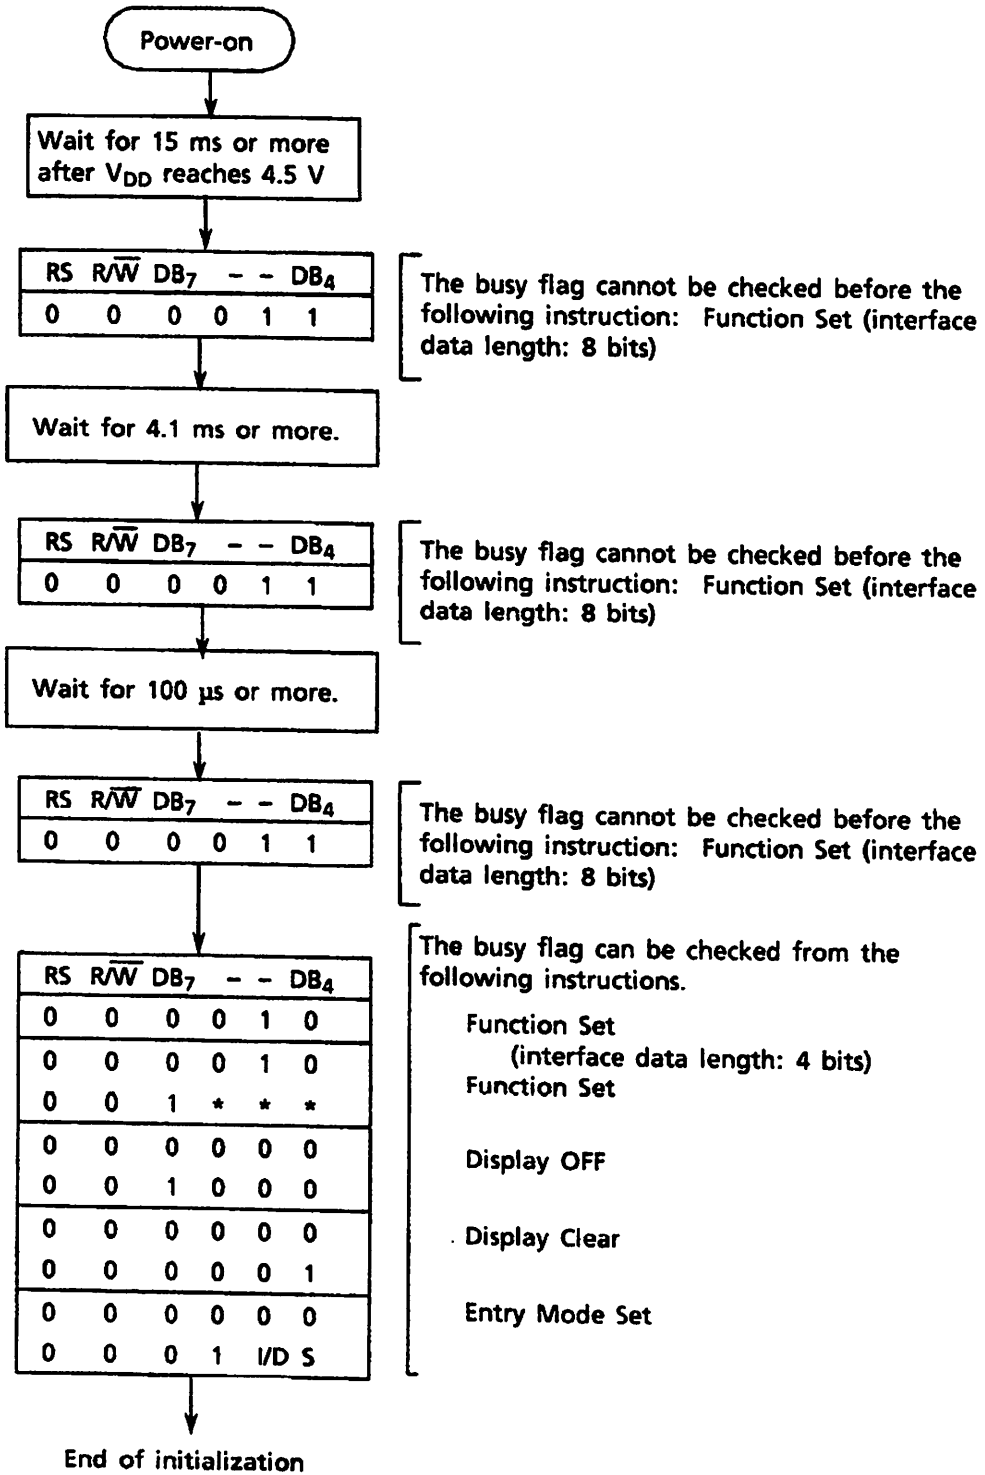 Power-on
Wait for 15 ms or more
after VDD reaches 4.5 V
RS R/W̅ DB7 - - DB4
0 0 0 0 1 1
The busy flag cannot be checked before the
following instruction: Function Set (interface
data length: 8 bits)
Wait for 4.1 ms or more.
RS R/W̅ DB7 - - DB4
0 0 0 0 1 1
The busy flag cannot be checked before the
following instruction: Function Set (interface
data length: 8 bits)
Wait for 100 µs or more.
RS R/W̅ DB7 - - DB4
0 0 0 0 1 1
The busy flag cannot be checked before the
following instruction: Function Set (interface
data length: 8 bits)
RS R/W̅ DB7 - - DB4
0 0 0 0 1 0
0 0 0 0 1 0
0 0 1 * * *
0 0 0 0 0 0
0 0 1 0 0 0
0 0 0 0 0 0
0 0 0 0 0 1
0 0 0 0 0 0
0 0 0 1 I/D S
The busy flag can be checked from the
following instructions.
Function Set
(interface data length: 4 bits)
Function Set
Display OFF
Display Clear
Entry Mode Set
End of initialization